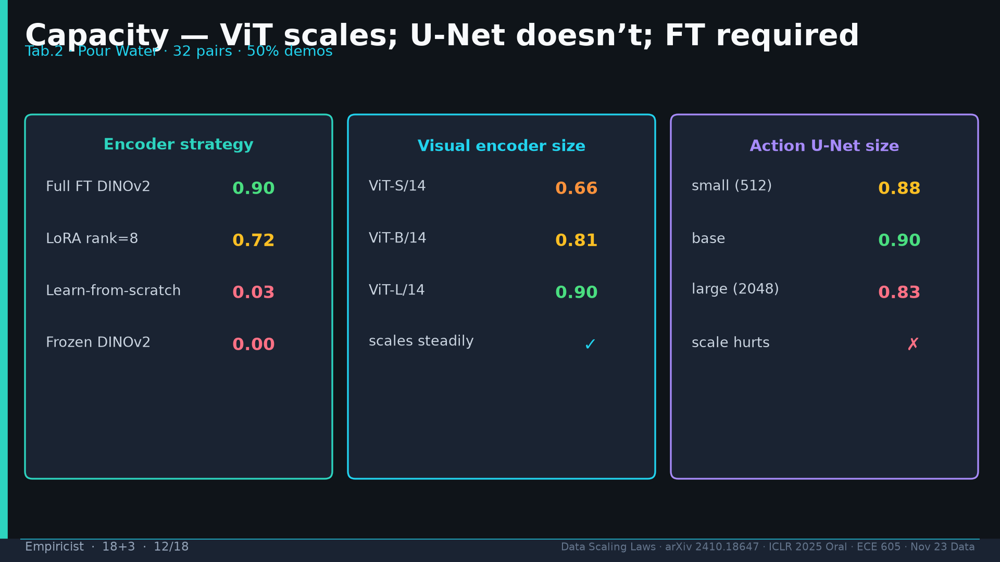 Capacity — ViT scales; U-Net doesn’t; FT required
Tab.2 · Pour Water · 32 pairs · 50% demos
Encoder strategy
Full FT DINOv2 0.90
LoRA rank=8 0.72
Learn-from-scratch 0.03
Frozen DINOv2 0.00
Visual encoder size
ViT-S/14 0.66
ViT-B/14 0.81
ViT-L/14 0.90
scales steadily ✓
Action U-Net size
small (512) 0.88
base 0.90
large (2048) 0.83
scale hurts ✗
Empiricist · 18+3 · 12/18
Data Scaling Laws · arXiv 2410.18647 · ICLR 2025 Oral · ECE 605 · Nov 23 Data